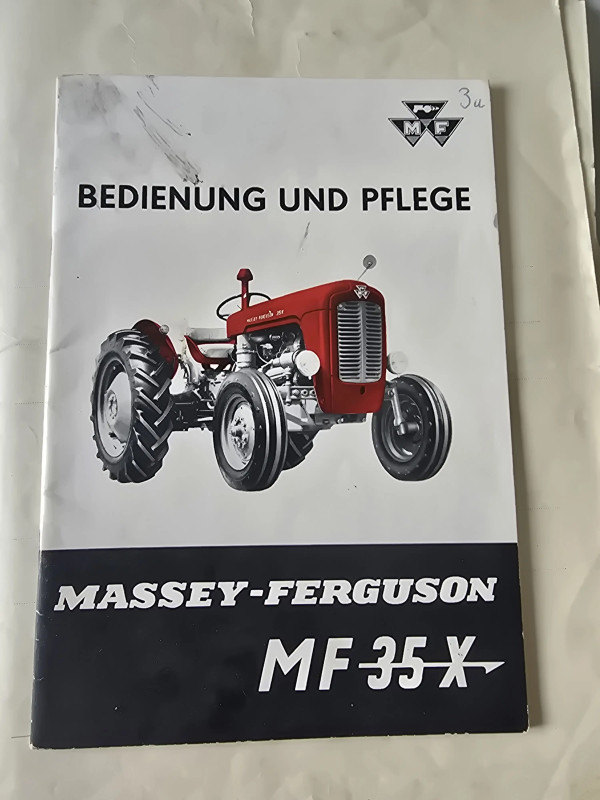 3u
M F
BEDIENUNG UND PFLEGE
MASSEY-FERGUSON
MF 35 X